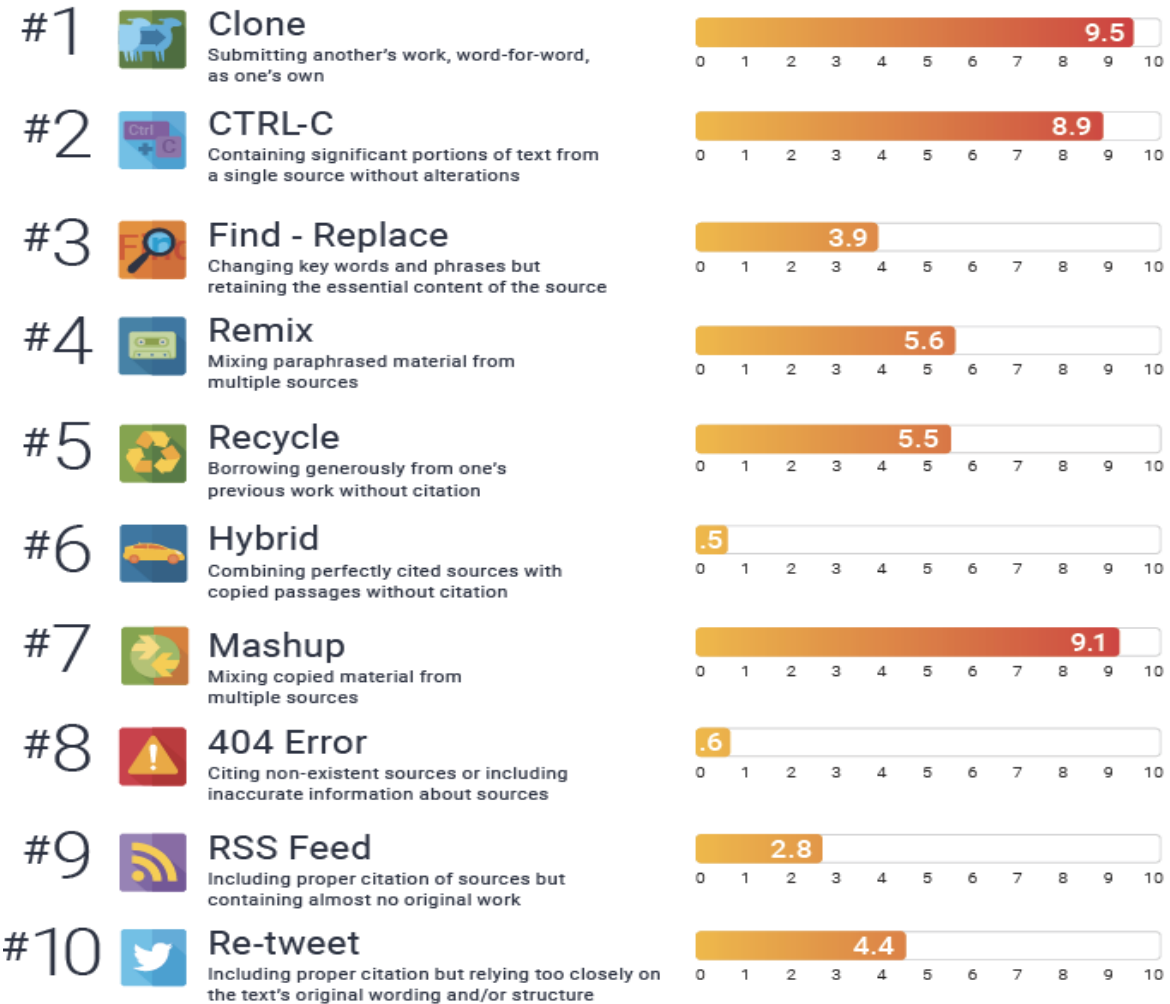 #1
Clone
Submitting another's work, word-for-word,
as one's own
9.5
0 1 2 3 4 5 6 7 8 9 10
#2
Ctrl
+ C
CTRL-C
Containing significant portions of text from
a single source without alterations
8.9
0 1 2 3 4 5 6 7 8 9 10
#3
Find
Find - Replace
Changing key words and phrases but
retaining the essential content of the source
3.9
0 1 2 3 4 5 6 7 8 9 10
#4
Remix
Mixing paraphrased material from
multiple sources
5.6
0 1 2 3 4 5 6 7 8 9 10
#5
Recycle
Borrowing generously from one's
previous work without citation
5.5
0 1 2 3 4 5 6 7 8 9 10
#6
Hybrid
Combining perfectly cited sources with
copied passages without citation
.5
0 1 2 3 4 5 6 7 8 9 10
#7
Mashup
Mixing copied material from
multiple sources
9.1
0 1 2 3 4 5 6 7 8 9 10
#8
!
404 Error
Citing non-existent sources or including
inaccurate information about sources
.6
0 1 2 3 4 5 6 7 8 9 10
#9
RSS Feed
Including proper citation of sources but
containing almost no original work
2.8
0 1 2 3 4 5 6 7 8 9 10
#10
Re-tweet
Including proper citation but relying too closely on
the text's original wording and/or structure
4.4
0 1 2 3 4 5 6 7 8 9 10